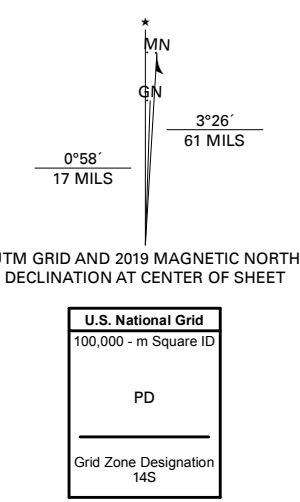 ★
MN
GN
3°26´
61 MILS
0°58´
17 MILS
UTM GRID AND 2019 MAGNETIC NORTH
DECLINATION AT CENTER OF SHEET
U.S. National Grid
100,000 - m Square ID
PD
Grid Zone Designation
14S